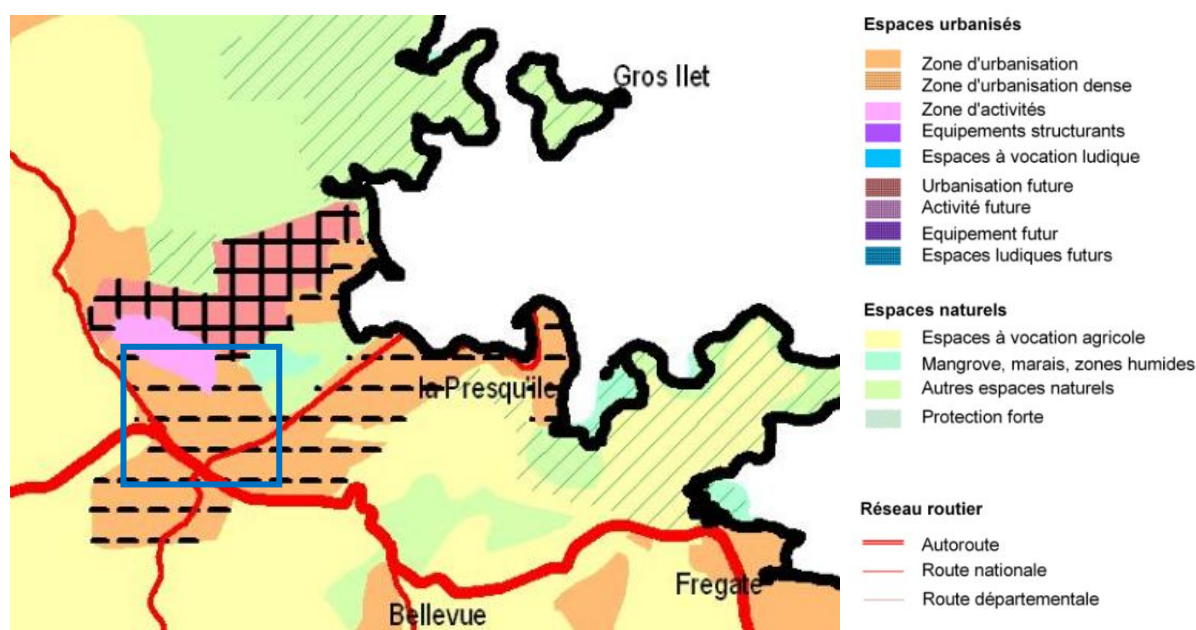 Gros Ilet
la Presqu'ile
Fregate
Bellevue
Espaces urbanisés
Zone d'urbanisation
Zone d'urbanisation dense
Zone d'activités
Equipements structurants
Espaces à vocation ludique
Urbanisation future
Activité future
Equipement futur
Espaces ludiques futurs
Espaces naturels
Espaces à vocation agricole
Mangrove, marais, zones humides
Autres espaces naturels
Protection forte
Réseau routier
Autoroute
Route nationale
Route départementale